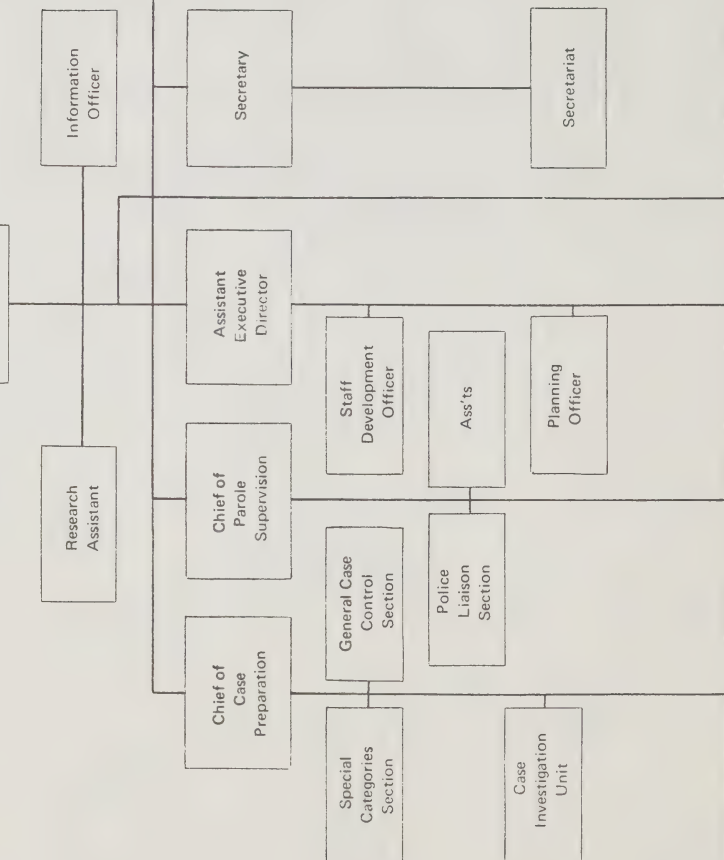 Research
Assistant
Information
Officer
Chief of
Case
Preparation
Chief of
Parole
Supervision
Assistant
Executive
Director
Secretary
Special
Categories
Section
General Case
Control
Section
Staff
Development
Officer
Police
Liaison
Section
Ass'ts
Case
Investigation
Unit
Planning
Officer
Secretariat